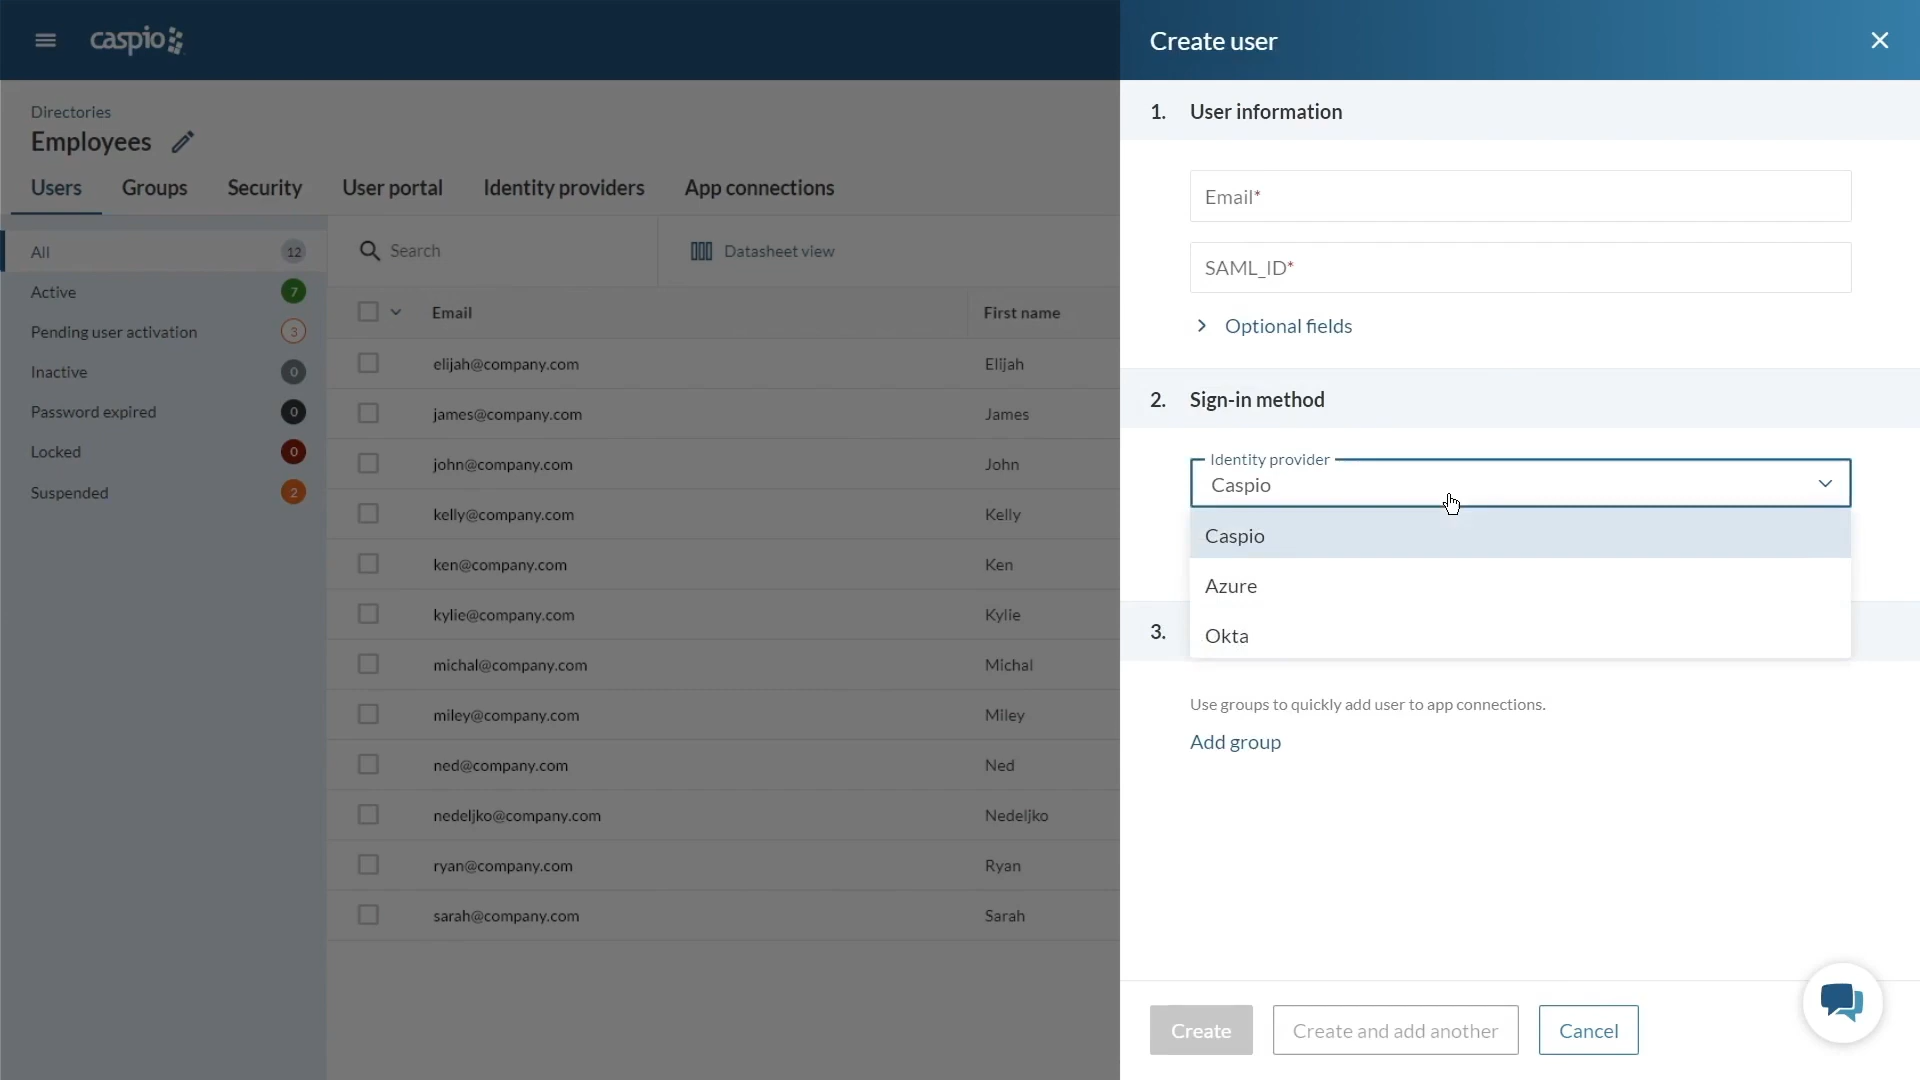 caspio
Create user
Directories
Employees
Users
Groups
Security
User portal
Identity providers
App connections
All
12
Active
7
Pending user activation
3
Inactive
0
Password expired
0
Locked
0
Suspended
2
Search
Datasheet view
Email
First name
elijah@company.com
Elijah
james@company.com
James
john@company.com
John
kelly@company.com
Kelly
ken@company.com
Ken
kylie@company.com
Kylie
michal@company.com
Michal
miley@company.com
Miley
ned@company.com
Ned
nedeljko@company.com
Nedeljko
ryan@company.com
Ryan
sarah@company.com
Sarah
1. User information
Email*
SAML_ID*
Optional fields
2. Sign-in method
Identity provider
Caspio
Caspio
Azure
Okta
3.
Use groups to quickly add user to app connections.
Add group
Create
Create and add another
Cancel